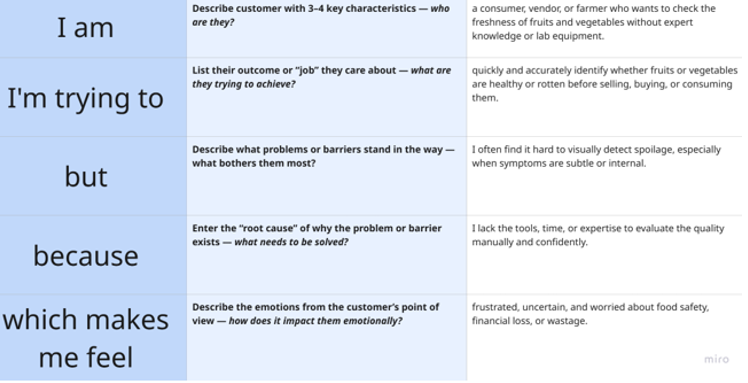 I am
Describe customer with 3–4 key characteristics — who
are they?
a consumer, vendor, or farmer who wants to check the
freshness of fruits and vegetables without expert
knowledge or lab equipment.
I'm trying to
List their outcome or "job" they care about — what are
they trying to achieve?
quickly and accurately identify whether fruits or vegetables
are healthy or rotten before selling, buying, or consuming
them.
but
Describe what problems or barriers stand in the way —
what bothers them most?
I often find it hard to visually detect spoilage, especially
when symptoms are subtle or internal.
because
Enter the "root cause" of why the problem or barrier
exists — what needs to be solved?
I lack the tools, time, or expertise to evaluate the quality
manually and confidently.
which makes
me feel
Describe the emotions from the customer's point of
view — how does it impact them emotionally?
frustrated, uncertain, and worried about food safety,
financial loss, or wastage.
miro